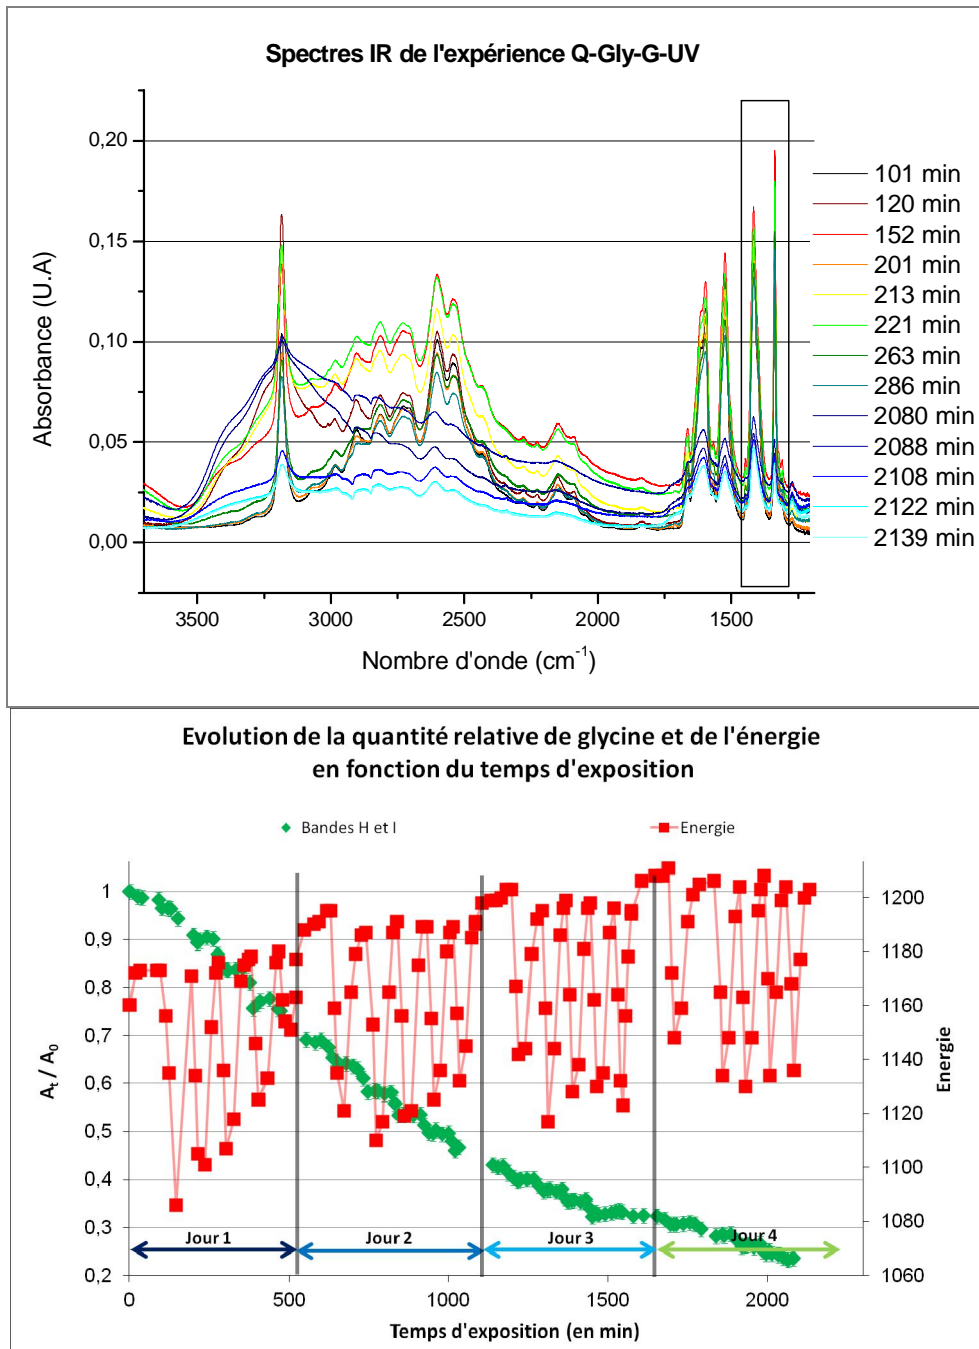 Spectres IR de l'expérience Q-Gly-G-UV
0,20
0,15
0,10
0,05
0,00
Absorbance (U.A)
3500
3000
2500
2000
1500
Nombre d'onde (cm-1)
101 min
120 min
152 min
201 min
213 min
221 min
263 min
286 min
2080 min
2088 min
2108 min
2122 min
2139 min
Evolution de la quantité relative de glycine et de l'énergie
en fonction du temps d'exposition
Bandes H et I
Energie
1
0,9
0,8
0,7
0,6
0,5
0,4
0,3
0,2
At / A0
1200
1180
1160
1140
1120
1100
1080
1060
Energie
Jour 1
Jour 2
Jour 3
Jour 4
0
500
1000
1500
2000
Temps d'exposition (en min)